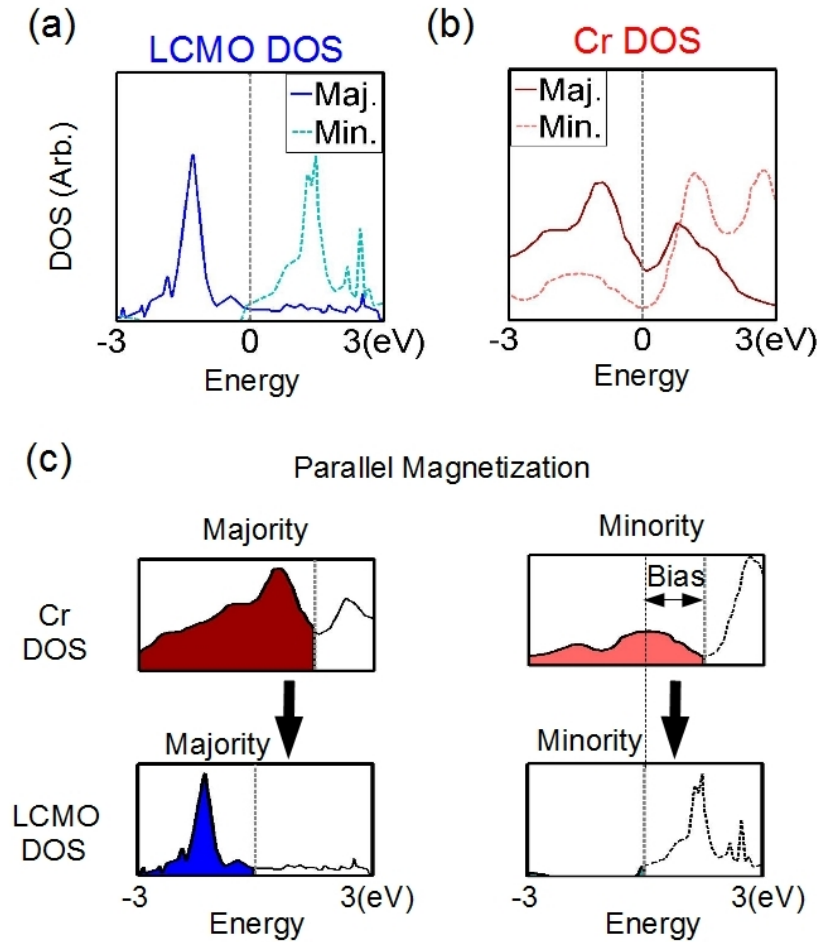 (a)
LCMO DOS
Maj.
Min.
DOS (Arb.)
-3 0 3(eV)
Energy
(b)
Cr DOS
Maj.
Min.
-3 0 3(eV)
Energy
(c)
Parallel Magnetization
Majority
Minority
Cr
DOS
Bias
Majority
Minority
LCMO
DOS
-3 3(eV)
Energy
-3 3(eV)
Energy